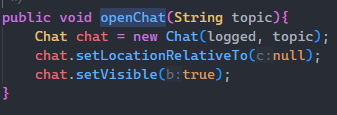 public void openChat(String topic){
Chat chat = new Chat(logged, topic);
chat.setLocationRelativeTo(c:null);
chat.setVisible(b:true);
}